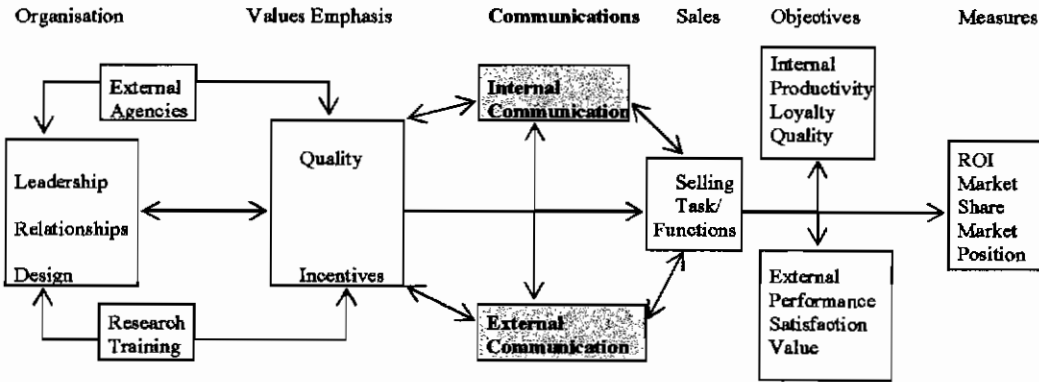 Organisation Values Emphasis Communications Sales Objectives Measures
External
Agencies
Leadership
Relationships
Design
Research
Training
Quality
Incentives
Internal
Communication
External
Communication
Selling
Task/
Functions
Internal
Productivity
Loyalty
Quality
External
Performance
Satisfaction
Value
ROI
Market
Share
Market
Position